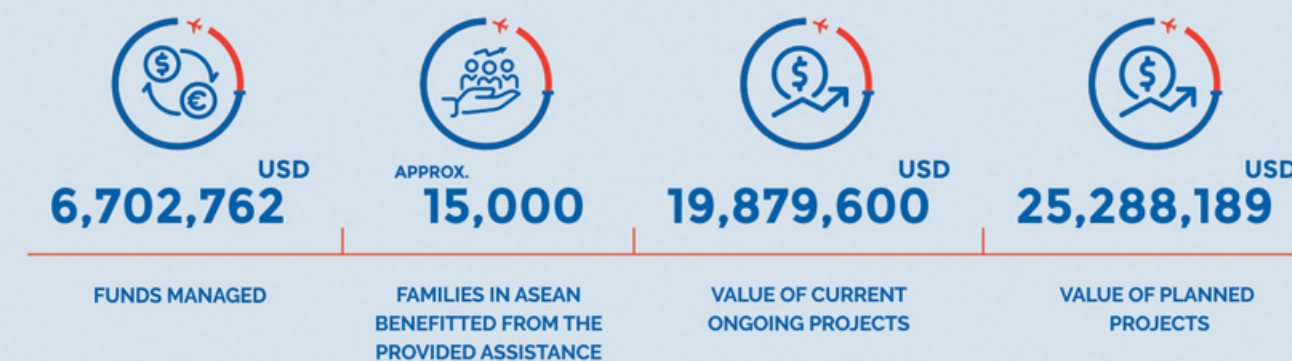 USD
6,702,762
FUNDS MANAGED
APPROX.
15,000
FAMILIES IN ASEAN
BENEFITTED FROM THE
PROVIDED ASSISTANCE
USD
19,879,600
VALUE OF CURRENT
ONGOING PROJECTS
USD
25,288,189
VALUE OF PLANNED
PROJECTS